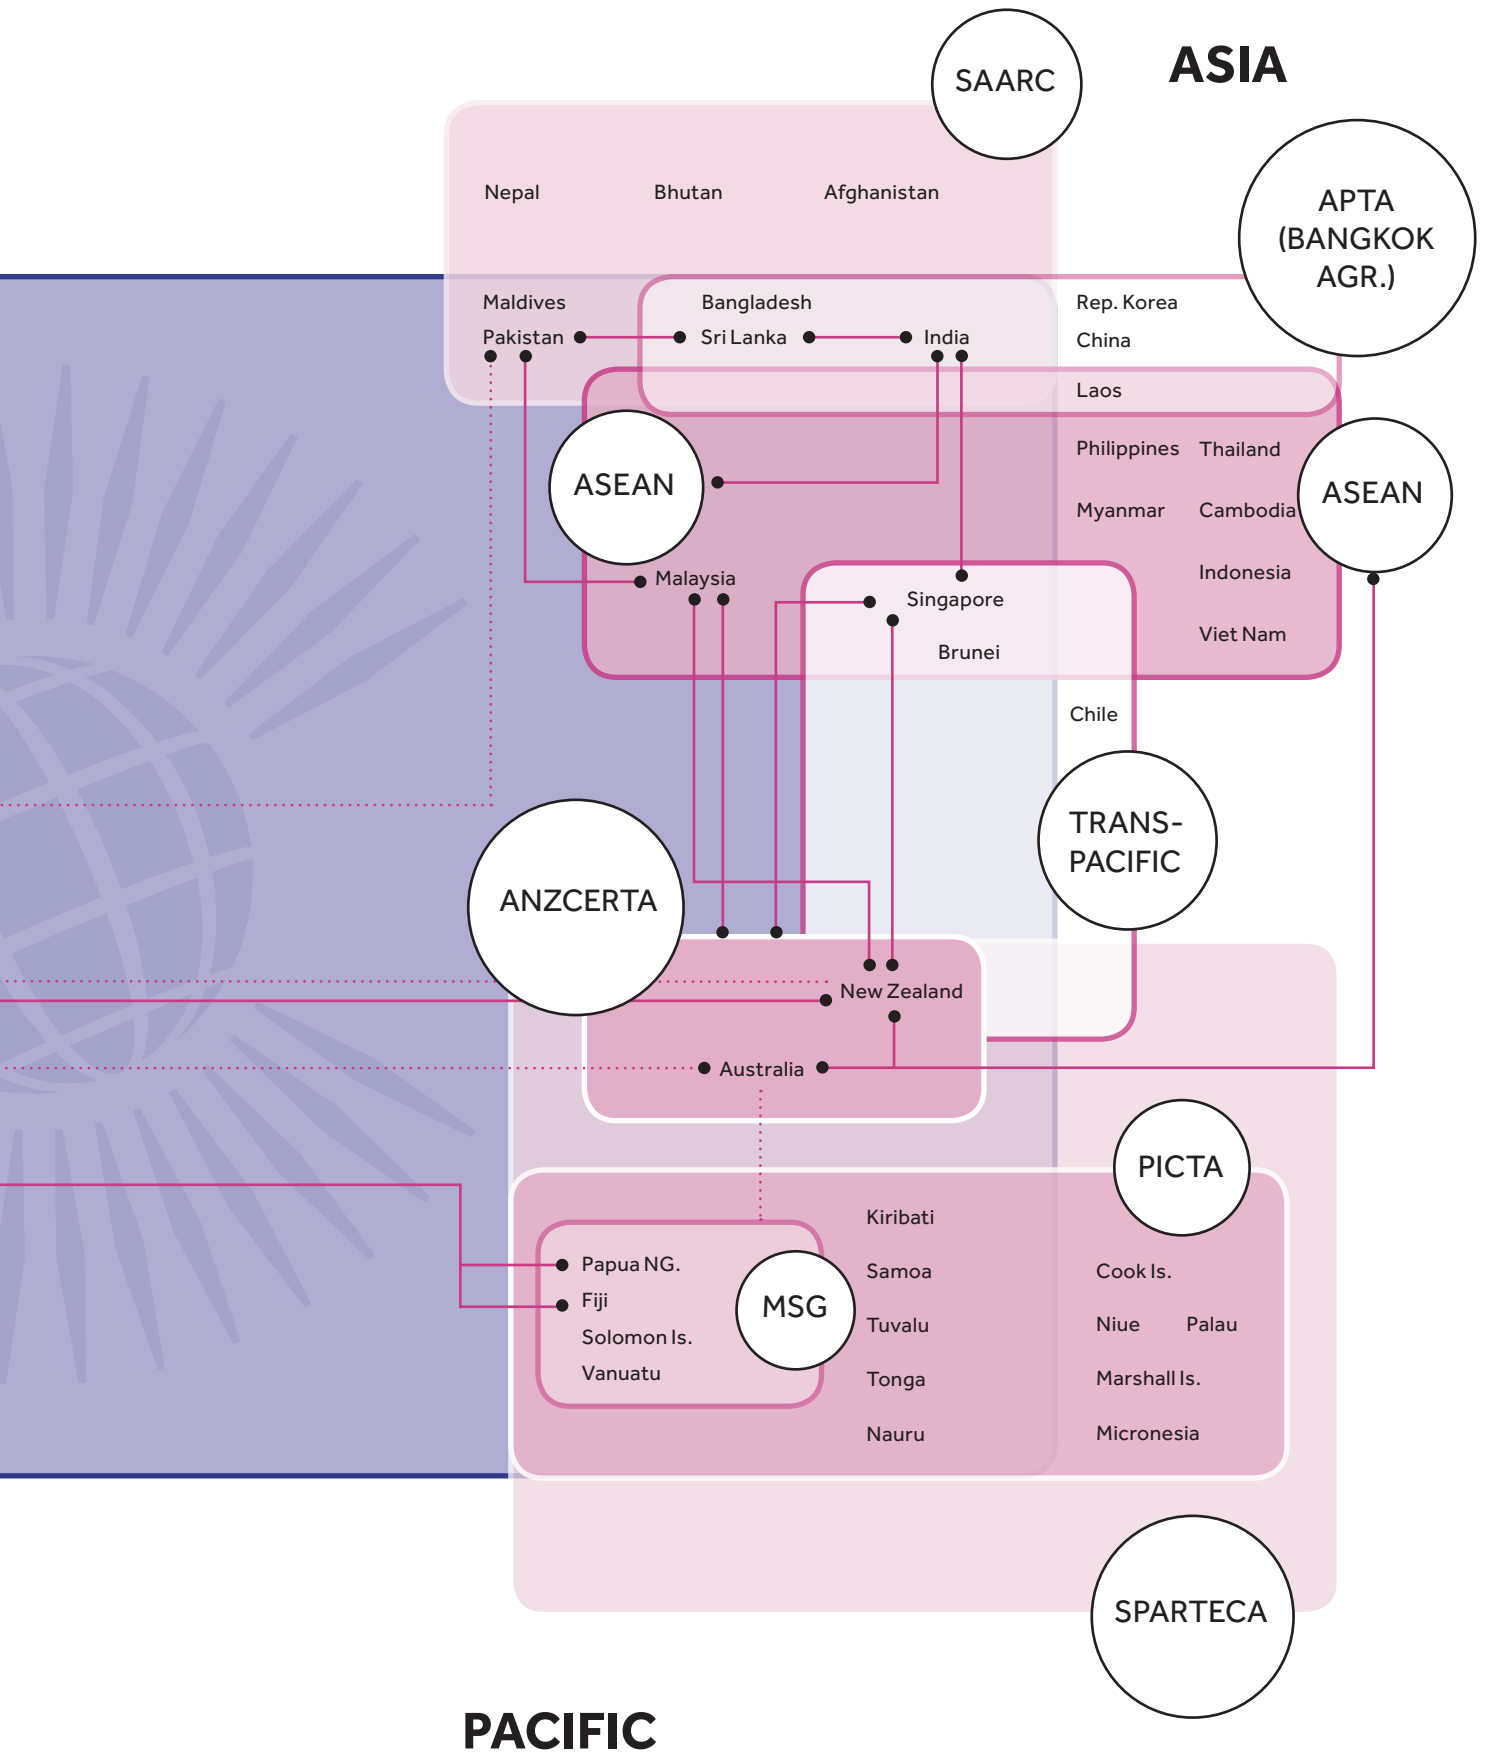 SAARC
ASIA
APTA
(BANGKOK
AGR.)
Nepal
Bhutan
Afghanistan
Maldives
Bangladesh
Rep. Korea
Pakistan
Sri Lanka
India
China
Laos
Philippines
Thailand
ASEAN
ASEAN
Myanmar
Cambodia
Malaysia
Indonesia
Singapore
Viet Nam
Brunei
Chile
TRANS-
PACIFIC
ANZCERTA
New Zealand
Australia
PICTA
Kiribati
Papua NG.
Samoa
Cook Is.
Fiji
MSG
Solomon Is.
Tuvalu
Niue
Palau
Vanuatu
Tonga
Marshall Is.
Nauru
Micronesia
SPARTECA
PACIFIC